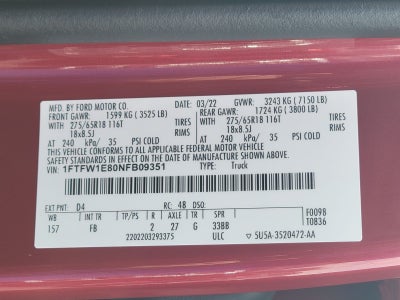 MFD. BY FORD MOTOR CO.
03/22 GVWR: 3243 KG ( 7150 LB)
FRONT GAWR: 1599 KG ( 3525 LB) REAR GAWR: 1724 KG ( 3800 LB)
WITH WITH
275/65R18 116T TIRES 275/65R18 116T TIRES
18x8.5J RIMS 18x8.5J RIMS
AT 240 kPa/ 35 PSI COLD AT 240 kPa/ 35 PSI COLD
THIS VEHICLE CONFORMS TO ALL APPLICABLE FEDERAL MOTOR VEHICLE
SAFETY STANDARDS IN EFFECT ON THE DATE OF MANUFACTURE SHOWN ABOVE.
VIN: 1FTFW1E80NFB09351 TYPE: Truck
EXT PNT: D4 RC: 48 DSO: F0098
WB INT TR TP/PS R AXLE TR SPR T0836
157 FB 2 27 G 33BB
2202203293375 ULC 5U5A-3520472-AA